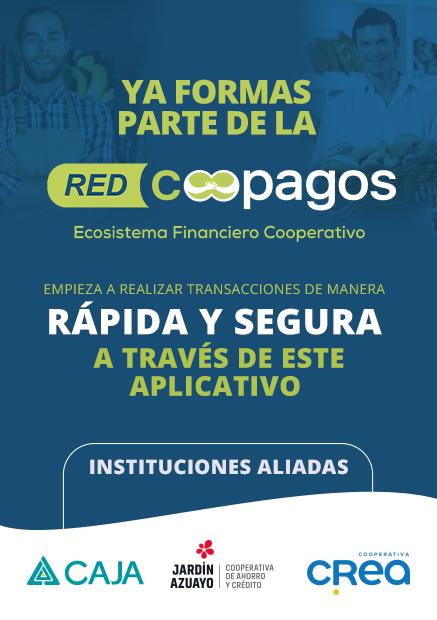 YA FORMAS
PARTE DE LA
RED coopagos
Ecosistema Financiero Cooperativo
EMPIEZA A REALIZAR TRANSACCIONES DE MANERA
RÁPIDA Y SEGURA
A TRAVÉS DE ESTE
APLICATIVO
INSTITUCIONES ALIADAS
CAJA
JARDÍN
AZUAYO
COOPERATIVA
DE AHORRO
Y CRÉDITO
COOPERATIVA
CREA